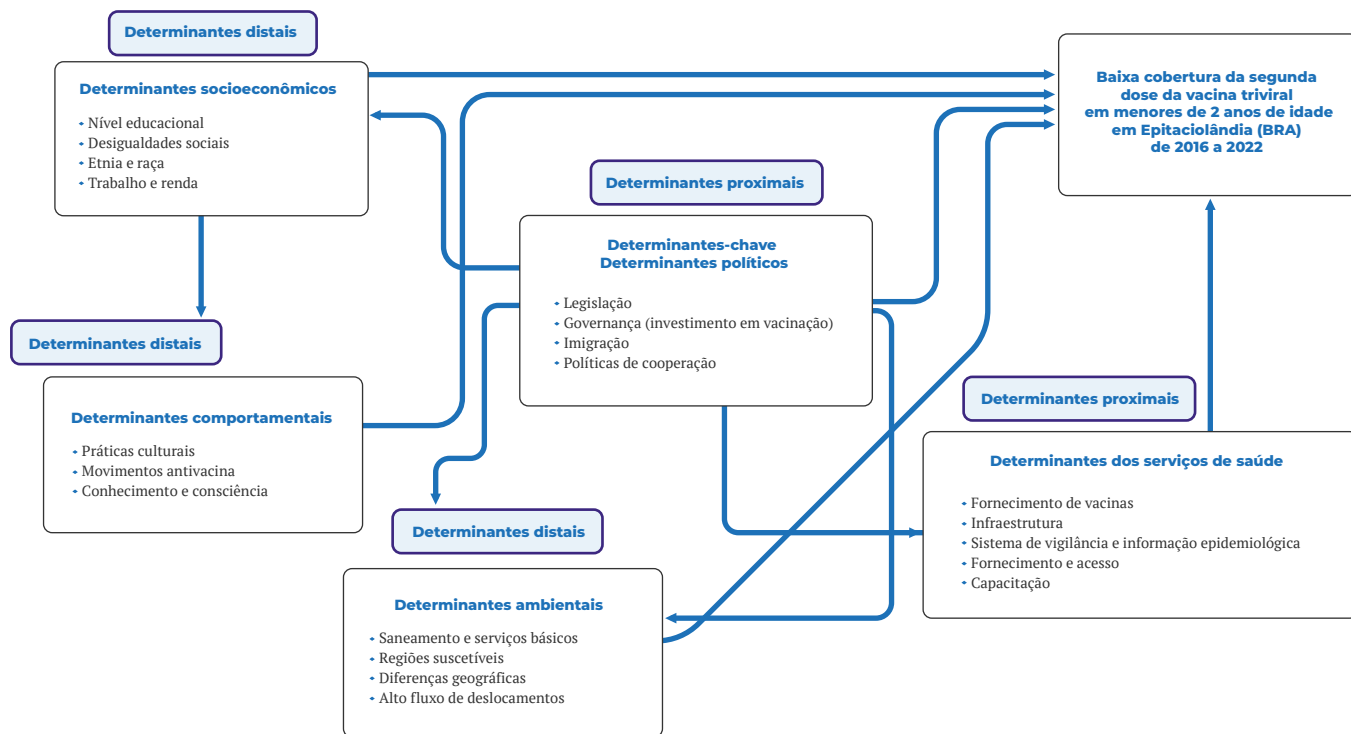 Determinantes distais
Determinantes socioeconômicos
Nível educacional
Desigualdades sociais
Etnia e raça
Trabalho e renda
Baixa cobertura da segunda
dose da vacina triviral
em menores de 2 anos de idade
em Epitaciolândia (BRA)
de 2016 a 2022
Determinantes proximais
Determinantes-chave
Determinantes políticos
Legislação
Governança (investimento em vacinação)
Imigração
Políticas de cooperação
Determinantes distais
Determinantes comportamentais
Práticas culturais
Movimentos antivacina
Conhecimento e consciência
Determinantes proximais
Determinantes dos serviços de saúde
Fornecimento de vacinas
Infraestrutura
Sistema de vigilância e informação epidemiológica
Fornecimento e acesso
Capacitação
Determinantes distais
Determinantes ambientais
Saneamento e serviços básicos
Regiões suscetíveis
Diferenças geográficas
Alto fluxo de deslocamentos